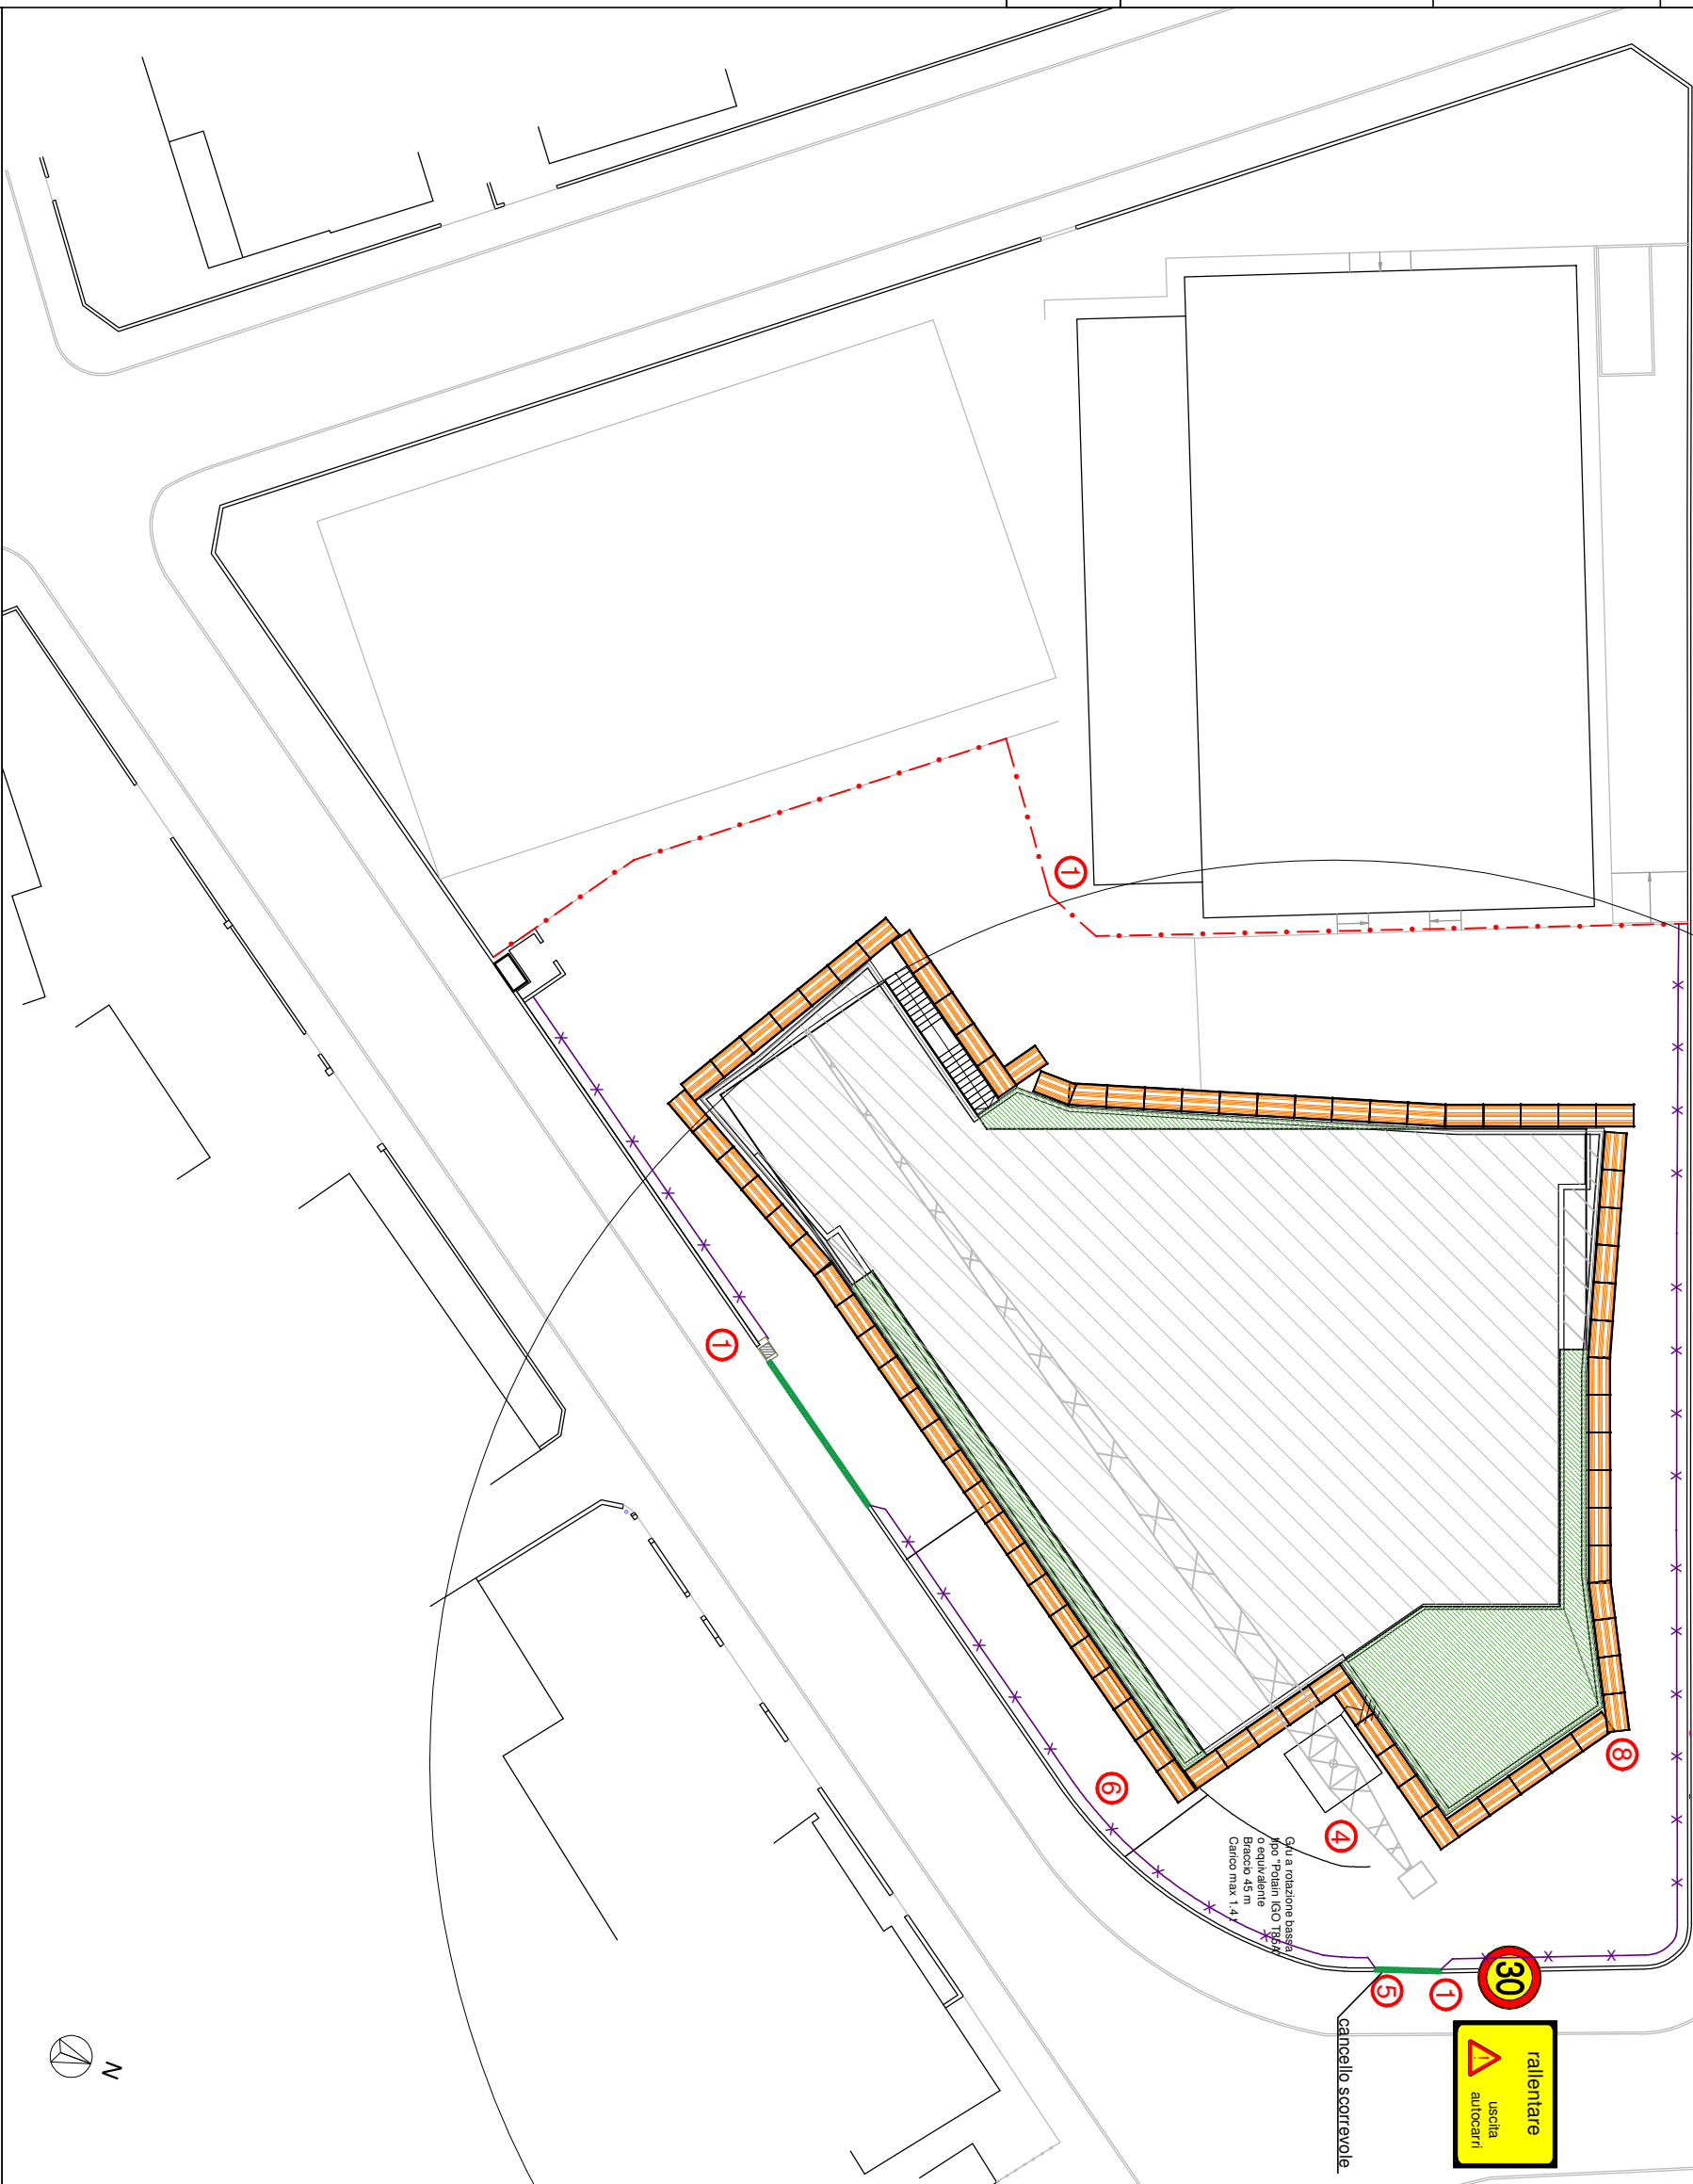 1
1
8
6
4
Gru a rotazione bassa
tipo "Potain IGO T85A"
o equivalente
Braccio 45 m
Carico max 1.4 t
30
5
1
rallentare
!
uscita
autocarri
cancello scorrevole
N